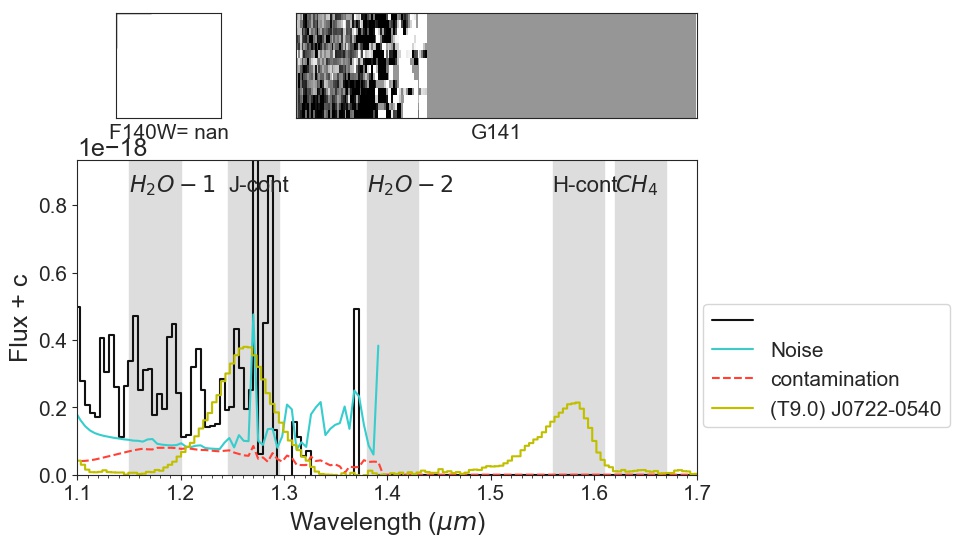 F140W= nan
G141
1e−18
H₂O − 1 J-cont H₂O − 2 H-cont CH₄
0.8
0.6
0.4
0.2
0.0
Flux + c
1.1 1.2 1.3 1.4 1.5 1.6 1.7
Wavelength (μm)
Noise
contamination
(T9.0) J0722-0540